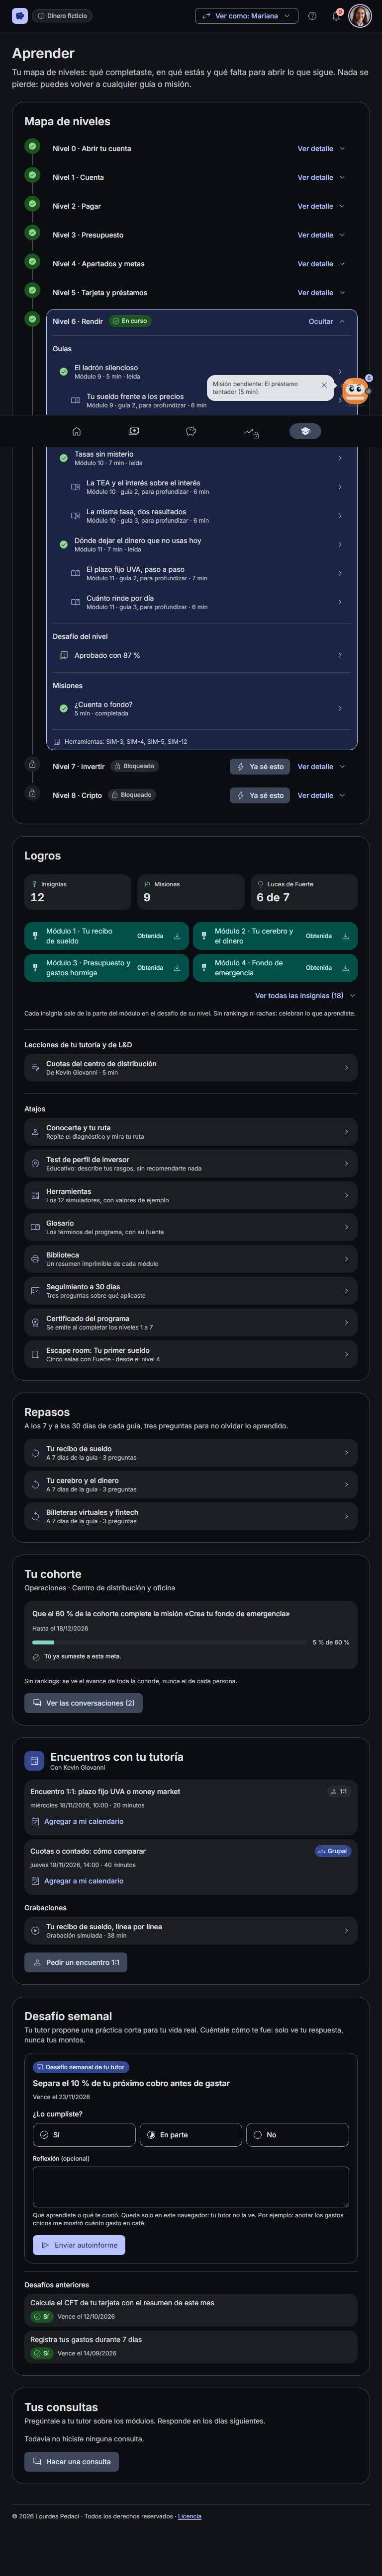 Dinero ficticio
Ver como: Mariana
Aprender
Tu mapa de niveles: qué completaste, en qué estás y qué falta para abrir lo que sigue. Nada se
pierde: puedes volver a cualquier guía o misión.
Mapa de niveles
Nivel 0 · Abrir tu cuenta
Ver detalle
Nivel 1 · Cuenta
Ver detalle
Nivel 2 · Pagar
Ver detalle
Nivel 3 · Presupuesto
Ver detalle
Nivel 4 · Apartados y metas
Ver detalle
Nivel 5 · Tarjeta y préstamos
Ver detalle
Nivel 6 · Rendir
En curso
Ocultar
Guías
El ladrón silencioso
Módulo 9 · 5 min · leída
Tu sueldo frente a los precios
Módulo 9 · guía 2, para profundizar · 6 min
Misión pendiente: El préstamo
tentador (5 min).
Tasas sin misterio
Módulo 10 · 7 min · leída
La TEA y el interés sobre el interés
Módulo 10 · guía 2, para profundizar · 6 min
La misma tasa, dos resultados
Módulo 10 · guía 3, para profundizar · 6 min
Dónde dejar el dinero que no usas hoy
Módulo 11 · 7 min · leída
El plazo fijo UVA, paso a paso
Módulo 11 · guía 2, para profundizar · 7 min
Cuánto rinde por día
Módulo 11 · guía 3, para profundizar · 6 min
Desafío del nivel
Aprobado con 87 %
Misiones
¿Cuenta o fondo?
5 min · completada
Herramientas: SIM-3, SIM-4, SIM-5, SIM-12
Nivel 7 · Invertir
Bloqueado
Ya sé esto
Ver detalle
Nivel 8 · Cripto
Bloqueado
Ya sé esto
Ver detalle
Logros
Insignias
12
Misiones
9
Luces de Fuerte
6 de 7
Módulo 1 · Tu recibo
de sueldo
Obtenida
Módulo 2 · Tu cerebro y
el dinero
Obtenida
Módulo 3 · Presupuesto y
gastos hormiga
Obtenida
Módulo 4 · Fondo de
emergencia
Obtenida
Ver todas las insignias (18)
Cada insignia sale de la parte del módulo en el desafío de su nivel. Sin rankings ni rachas: celebran lo que aprendiste.
Lecciones de tu tutoría y de L&D
Cuotas del centro de distribución
De Kevin Giovanni · 5 min
Atajos
Conocerte y tu ruta
Repite el diagnóstico y mira tu ruta
Test de perfil de inversor
Educativo: describe tus rasgos, sin recomendarte nada
Herramientas
Los 12 simuladores, con valores de ejemplo
Glosario
Los términos del programa, con su fuente
Biblioteca
Un resumen imprimible de cada módulo
Seguimiento a 30 días
Tres preguntas sobre qué aplicaste
Certificado del programa
Se emite al completar los niveles 1 a 7
Escape room: Tu primer sueldo
Cinco salas con Fuerte · desde el nivel 4
Repasos
A los 7 y a los 30 días de cada guía, tres preguntas para no olvidar lo aprendido.
Tu recibo de sueldo
A 7 días de la guía · 3 preguntas
Tu cerebro y el dinero
A 7 días de la guía · 3 preguntas
Billeteras virtuales y fintech
A 7 días de la guía · 3 preguntas
Tu cohorte
Operaciones · Centro de distribución y oficina
Que el 60 % de la cohorte complete la misión «Crea tu fondo de emergencia»
Hasta el 18/12/2026
5 % de 60 %
Tú ya sumaste a esta meta.
Sin rankings: se ve el avance de toda la cohorte, nunca el de cada persona.
Ver las conversaciones (2)
Encuentros con tu tutoría
Con Kevin Giovanni
Encuentro 1:1: plazo fijo UVA o money market
1:1
miércoles 18/11/2026, 10:00 · 20 minutos
Agregar a mi calendario
Cuotas o contado: cómo comparar
Grupal
jueves 19/11/2026, 14:00 · 40 minutos
Agregar a mi calendario
Grabaciones
Tu recibo de sueldo, línea por línea
Grabación simulada · 38 min
Pedir un encuentro 1:1
Desafío semanal
Tu tutor propone una práctica corta para tu vida real. Cuéntale cómo te fue: solo ve tu respuesta,
nunca tus montos.
Desafío semanal de tu tutor
Separa el 10 % de tu próximo cobro antes de gastar
Vence el 23/11/2026
¿Lo cumpliste?
Sí
En parte
No
Reflexión (opcional)
Qué aprendiste o qué te costó. Queda solo en este navegador: tu tutor no la ve. Por ejemplo: anotar los gastos
chicos me mostró cuánto gasto en café.
Enviar autoinforme
Desafíos anteriores
Calcula el CFT de tu tarjeta con el resumen de este mes
Sí
Vence el 12/10/2026
Registra tus gastos durante 7 días
Sí
Vence el 14/09/2026
Tus consultas
Pregúntale a tu tutor sobre los módulos. Responde en los días siguientes.
Todavía no hiciste ninguna consulta.
Hacer una consulta
© 2026 Lourdes Pedaci · Todos los derechos reservados · Licencia